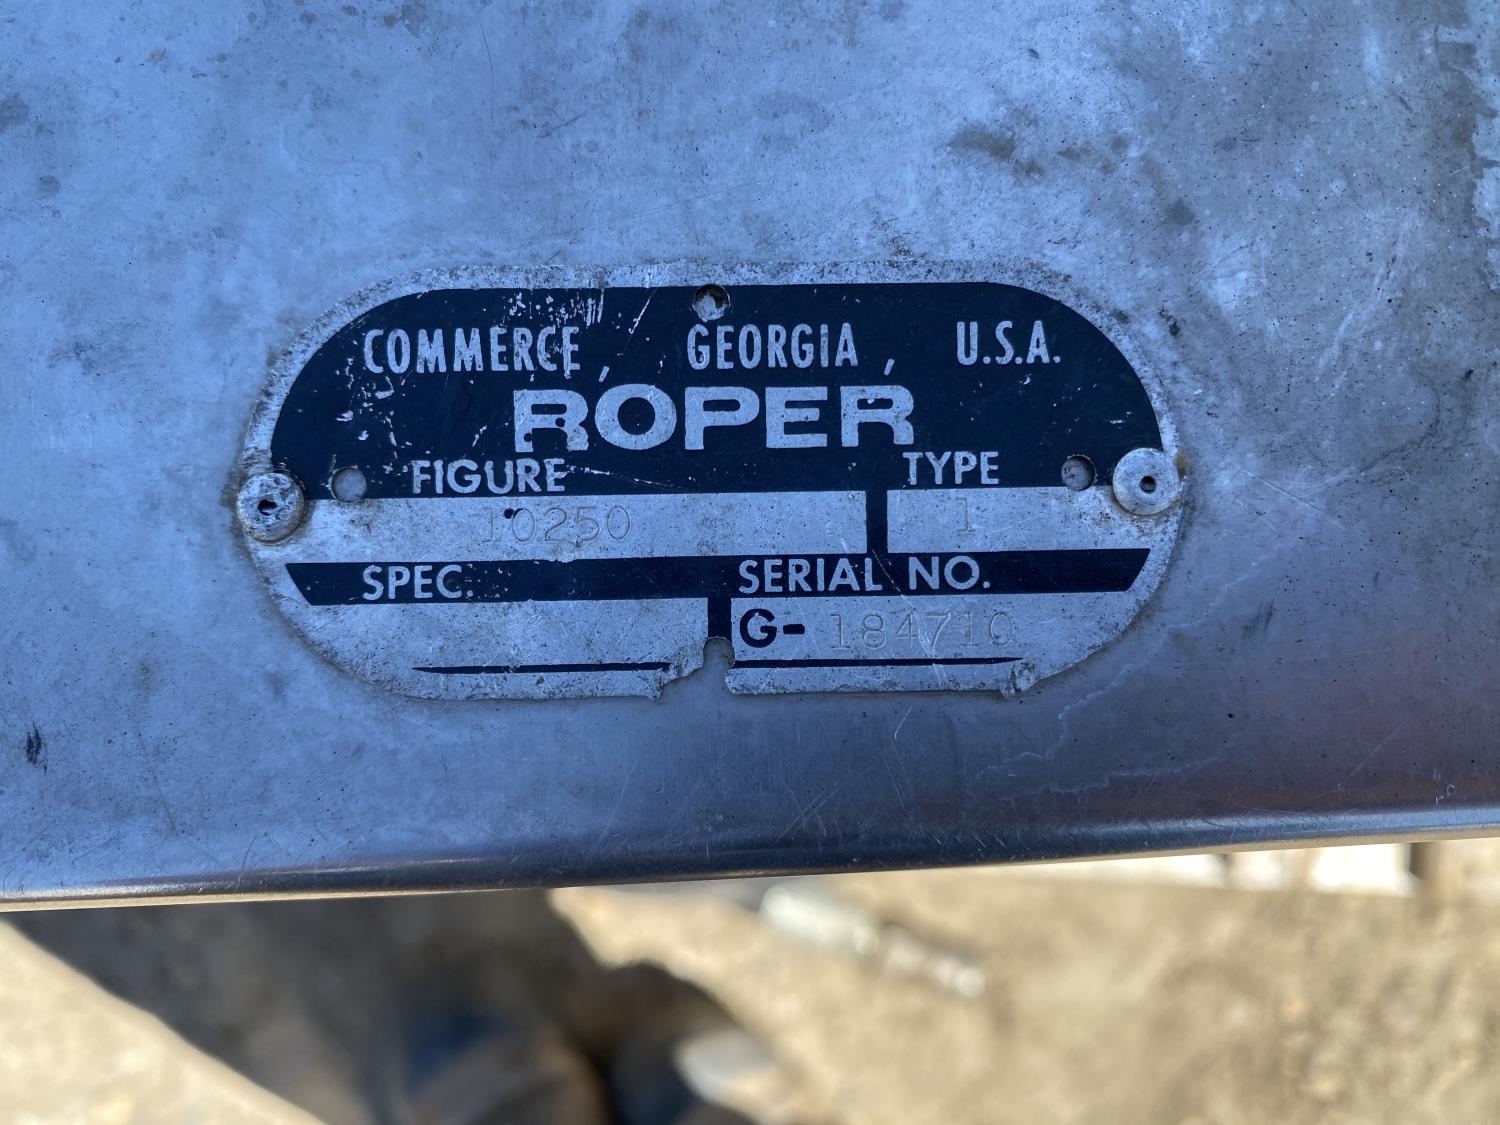 COMMERCE, GEORGIA, U.S.A.
ROPER
FIGURE TYPE
10250 1
SPEC. SERIAL NO.
G- 184710